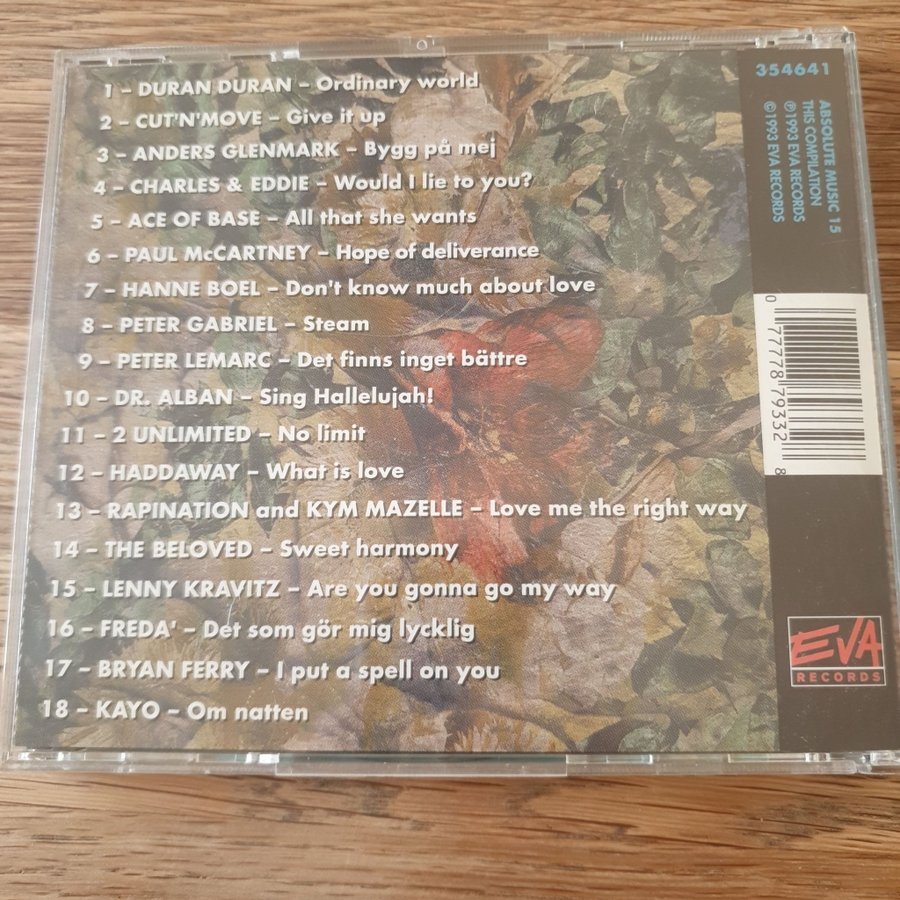 1 – DURAN DURAN – Ordinary world
2 – CUT'N'MOVE – Give it up
3 – ANDERS GLENMARK – Bygg på mej
4 – CHARLES & EDDIE – Would I lie to you?
5 – ACE OF BASE – All that she wants
6 – PAUL McCARTNEY – Hope of deliverance
7 – HANNE BOEL – Don't know much about love
8 – PETER GABRIEL – Steam
9 – PETER LEMARC – Det finns inget bättre
10 – DR. ALBAN – Sing Hallelujah!
11 – 2 UNLIMITED – No limit
12 – HADDAWAY – What is love
13 – RAPINATION and KYM MAZELLE – Love me the right way
14 – THE BELOVED – Sweet harmony
15 – LENNY KRAVITZ – Are you gonna go my way
16 – FREDA' – Det som gör mig lycklig
17 – BRYAN FERRY – I put a spell on you
18 – KAYO – Om natten
354641
ABSOLUTE MUSIC 15
THIS COMPILATION
℗1993 EVA RECORDS
©1993 EVA RECORDS
0 77778 79332 8
EVA
RECORDS